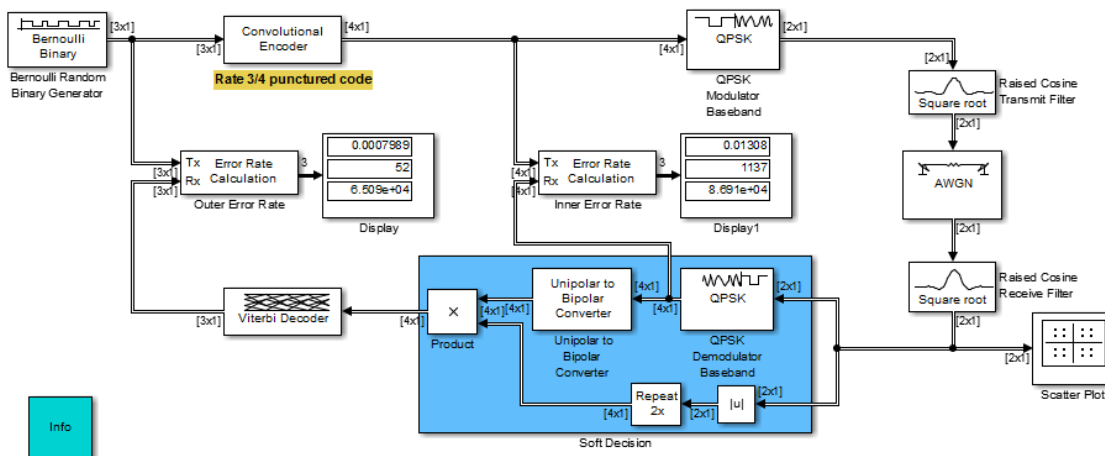 [3x1]
[4x1]
[2x1]
Bernoulli
Binary
Bernoulli Random
Binary Generator
[3x1]
Convolutional
Encoder
Rate 3/4 punctured code
[4x1]
QPSK
QPSK
Modulator
Baseband
[2x1]
Square root
Raised Cosine
Transmit Filter
[2x1]
Tx
Rx
[3x1]
[3x1]
Error Rate
Calculation
3
Outer Error Rate
0.0007989
52
6.509e+04
Display
Tx
Rx
[4x1]
[4x1]
Error Rate
Calculation
3
Inner Error Rate
0.01308
1137
8.691e+04
Display1
AWGN
[2x1]
[3x1]
Viterbi Decoder
[4x1]
×
Product
[4x1]
[4x1]
Unipolar to
Bipolar
Converter
Unipolar to
Bipolar
Converter
[4x1]
[4x1]
QPSK
QPSK
Demodulator
Baseband
[2x1]
Square root
Raised Cosine
Receive Filter
[2x1]
[2x1]
Scatter Plot
[4x1]
Repeat
2x
[2x1]
|u|
[2x1]
Soft Decision
Info